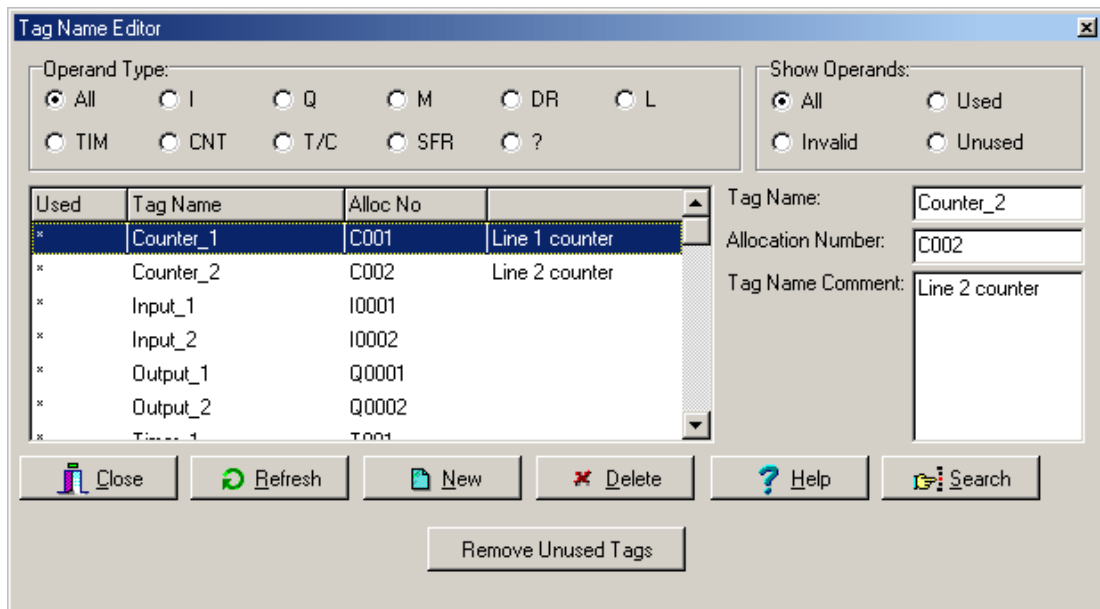 Tag Name Editor
Operand Type:
All I Q M DR L
TIM CNT T/C SFR ?
Show Operands:
All Used
Invalid Unused
Used Tag Name Alloc No
* Counter_1 C001 Line 1 counter
* Counter_2 C002 Line 2 counter
* Input_1 I0001
* Input_2 I0002
* Output_1 Q0001
* Output_2 Q0002
* Timer_1 T001
Tag Name: Counter_2
Allocation Number: C002
Tag Name Comment: Line 2 counter
Close Refresh New Delete Help Search
Remove Unused Tags